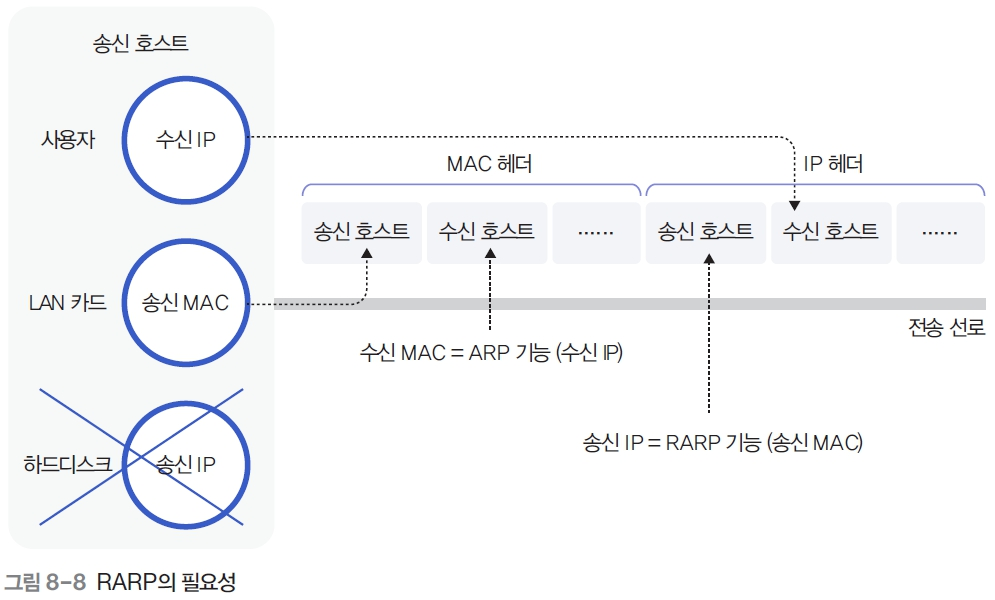 송신 호스트
사용자
수신 IP
MAC 헤더
IP 헤더
송신 호스트
수신 호스트
······
송신 호스트
수신 호스트
······
LAN 카드
송신 MAC
전송 선로
수신 MAC = ARP 기능 (수신 IP)
송신 IP = RARP 기능 (송신 MAC)
하드디스크
송신 IP
그림 8-8 RARP의 필요성